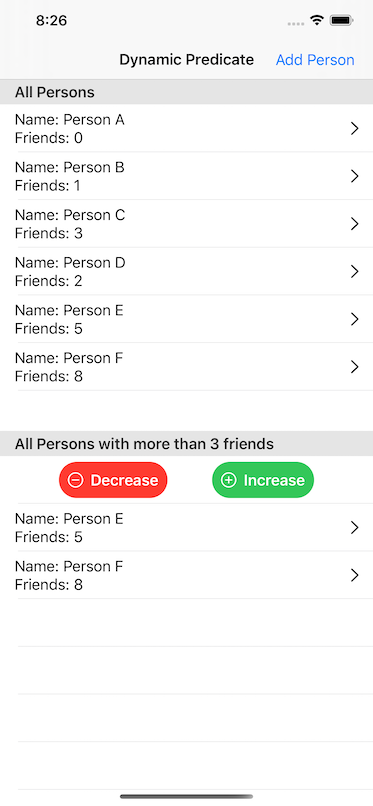 8:26
Dynamic Predicate Add Person
All Persons
Name: Person A
Friends: 0
Name: Person B
Friends: 1
Name: Person C
Friends: 3
Name: Person D
Friends: 2
Name: Person E
Friends: 5
Name: Person F
Friends: 8
All Persons with more than 3 friends
Decrease Increase
Name: Person E
Friends: 5
Name: Person F
Friends: 8